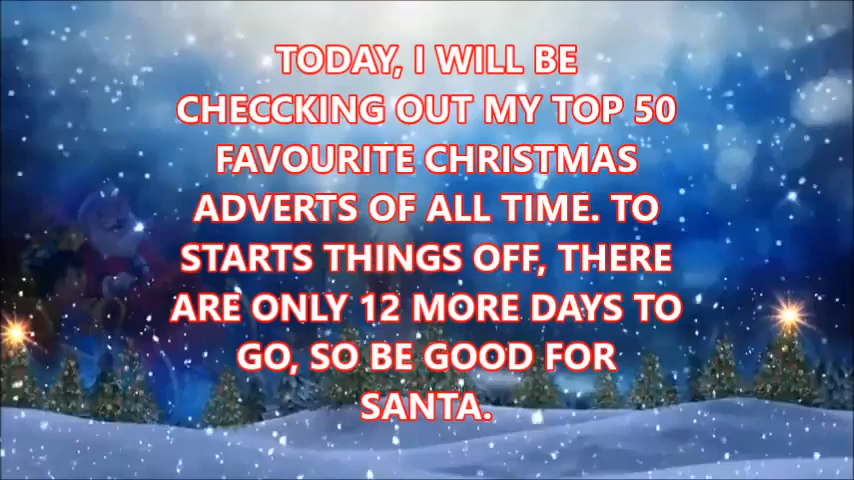 TODAY, I WILL BE
CHECCKING OUT MY TOP 50
FAVOURITE CHRISTMAS
ADVERTS OF ALL TIME. TO
STARTS THINGS OFF, THERE
ARE ONLY 12 MORE DAYS TO
GO, SO BE GOOD FOR
SANTA.